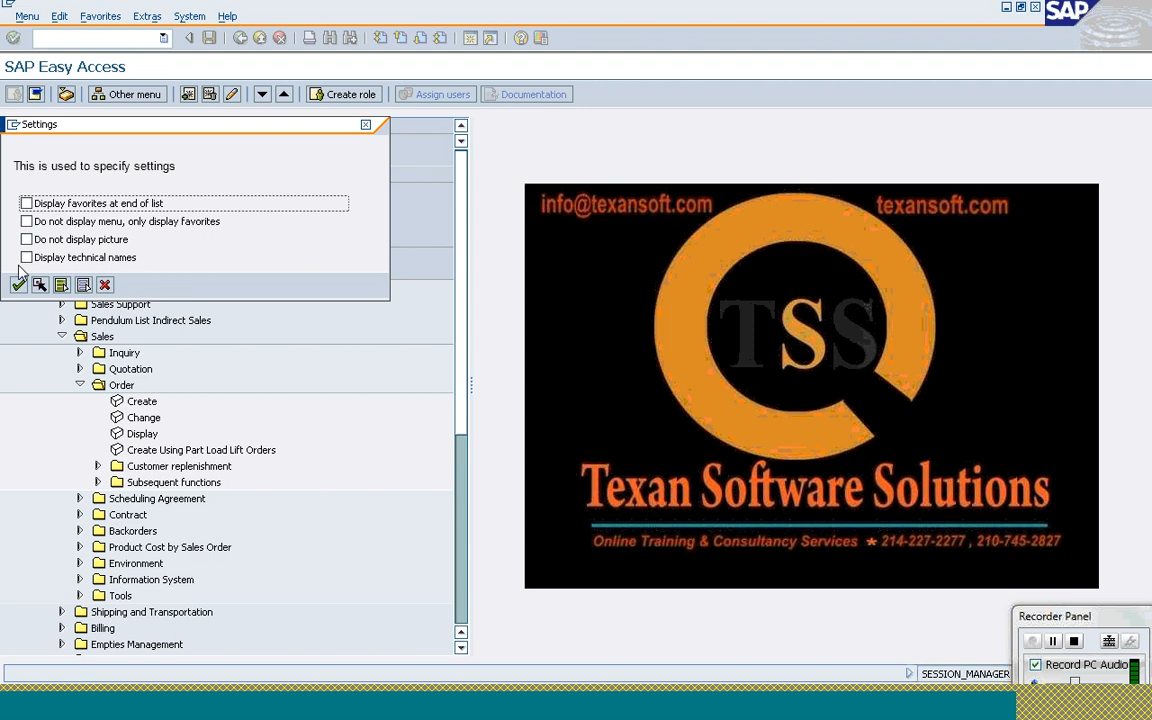 Menu Edit Favorites Extras System Help
SAP
SAP Easy Access
Other menu Create role Assign users Documentation
Settings
This is used to specify settings
Display favorites at end of list
Do not display menu, only display favorites
Do not display picture
Display technical names
Sales Support
Pendulum List Indirect Sales
Sales
Inquiry
Quotation
Order
Create
Change
Display
Create Using Part Load Lift Orders
Customer replenishment
Subsequent functions
Scheduling Agreement
Contract
Backorders
Product Cost by Sales Order
Environment
Information System
Tools
Shipping and Transportation
Billing
Empties Management
info@texansoft.com texansoft.com
TSS
Texan Software Solutions
Online Training & Consultancy Services * 214-227-2277 , 210-745-2827
Recorder Panel
Record PC Audio
SESSION_MANAGER